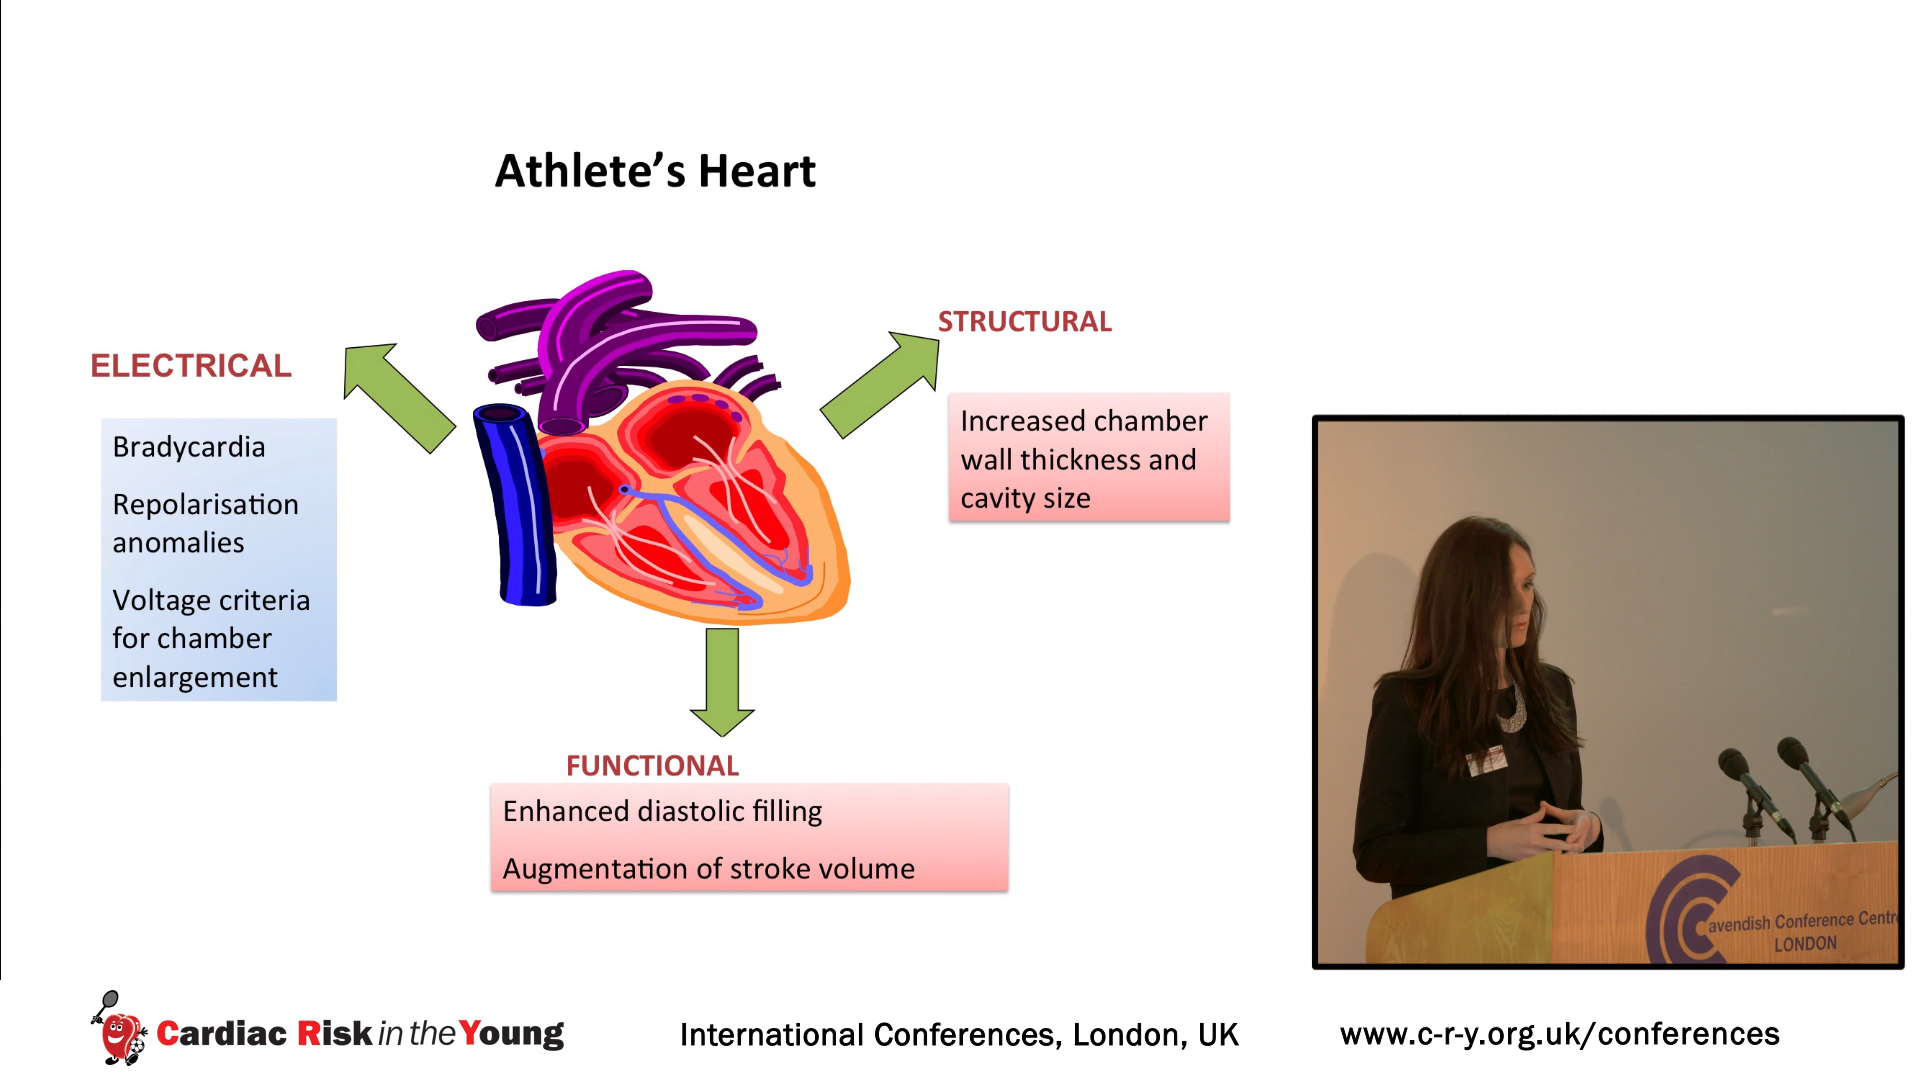 Athlete’s Heart
ELECTRICAL
Bradycardia
Repolarisation
anomalies
Voltage criteria
for chamber
enlargement
STRUCTURAL
Increased chamber
wall thickness and
cavity size
FUNCTIONAL
Enhanced diastolic filling
Augmentation of stroke volume
Cavendish Conference Centr
LONDON
Cardiac Risk in the Young
International Conferences, London, UK
www.c-r-y.org.uk/conferences